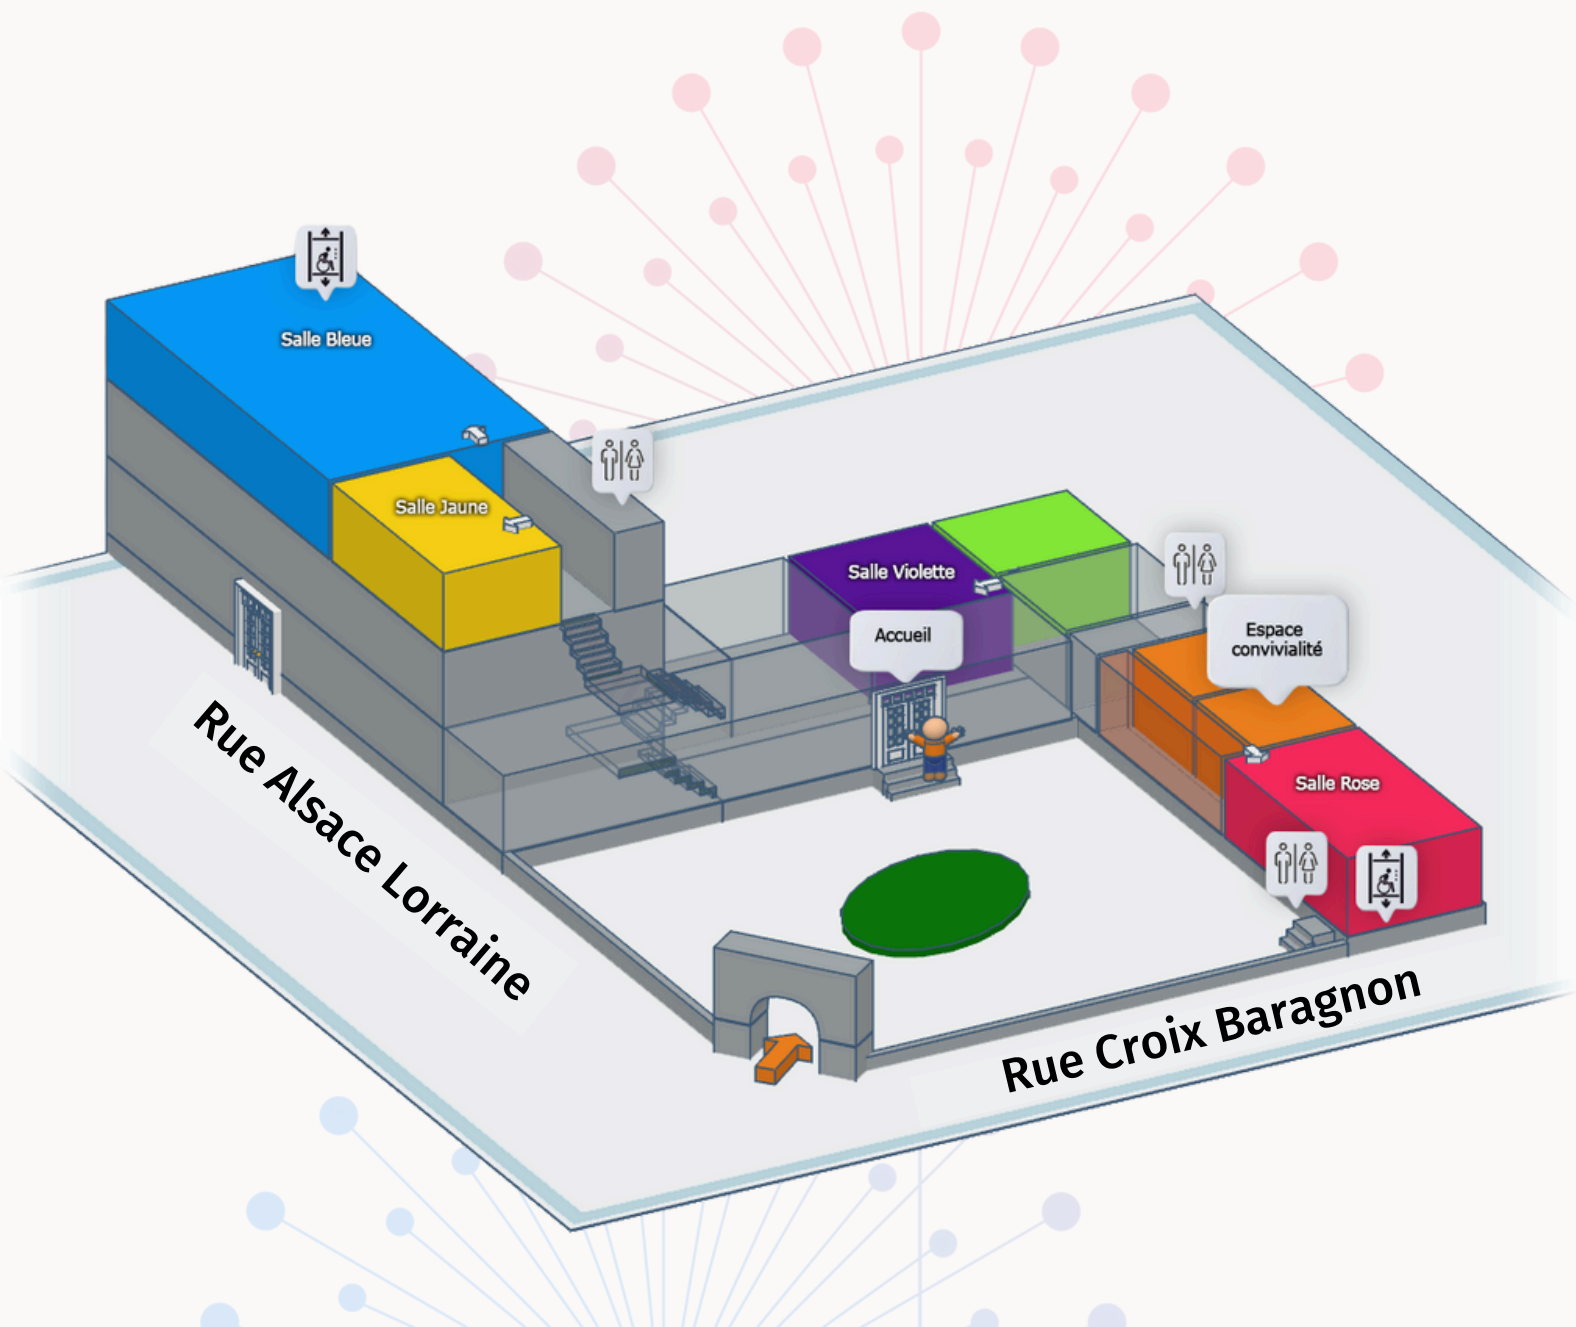 Salle Bleue
Salle Jaune
Salle Violette
Accueil
Espace
convivialité
Salle Rose
Rue Alsace Lorraine
Rue Croix Baragnon